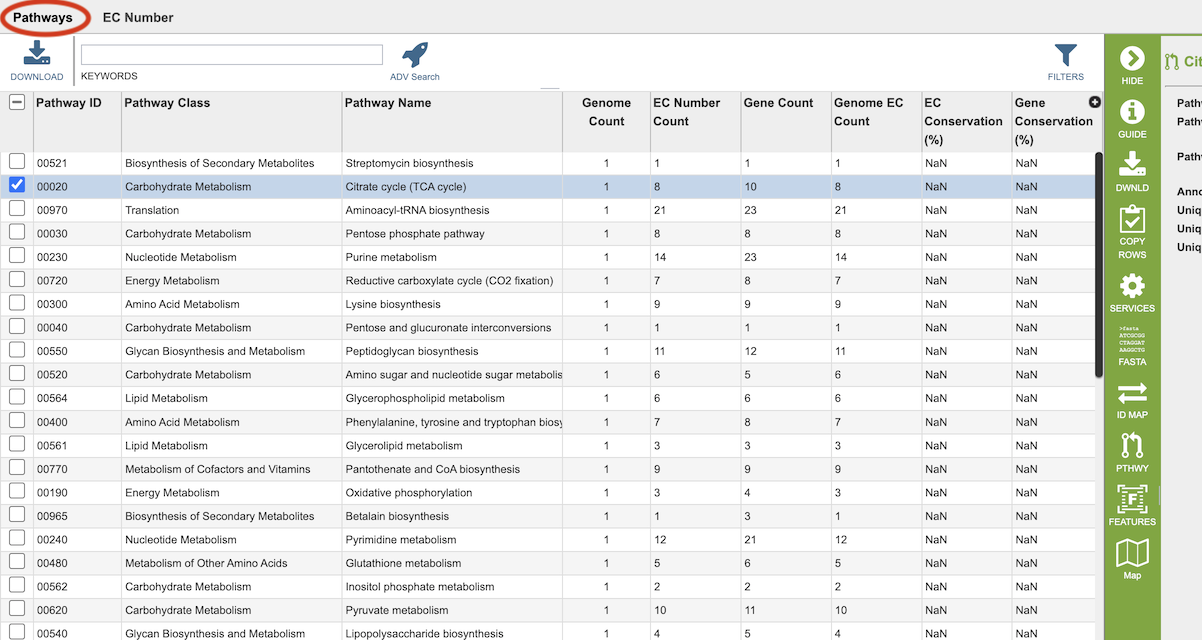 Pathways EC Number
DOWNLOAD KEYWORDS ADV Search FILTERS
Pathway ID Pathway Class Pathway Name Genome Count EC Number Count Gene Count Genome EC Count EC Conservation (%) Gene Conservation (%)
00521 Biosynthesis of Secondary Metabolites Streptomycin biosynthesis 1 1 1 1 NaN NaN
00020 Carbohydrate Metabolism Citrate cycle (TCA cycle) 1 8 10 8 NaN NaN
00970 Translation Aminoacyl-tRNA biosynthesis 1 21 23 21 NaN NaN
00030 Carbohydrate Metabolism Pentose phosphate pathway 1 8 8 8 NaN NaN
00230 Nucleotide Metabolism Purine metabolism 1 14 23 14 NaN NaN
00720 Energy Metabolism Reductive carboxylate cycle (CO2 fixation) 1 7 8 7 NaN NaN
00300 Amino Acid Metabolism Lysine biosynthesis 1 9 9 9 NaN NaN
00040 Carbohydrate Metabolism Pentose and glucuronate interconversions 1 1 1 1 NaN NaN
00550 Glycan Biosynthesis and Metabolism Peptidoglycan biosynthesis 1 11 12 11 NaN NaN
00520 Carbohydrate Metabolism Amino sugar and nucleotide sugar metabolis 1 6 5 6 NaN NaN
00564 Lipid Metabolism Glycerophospholipid metabolism 1 6 6 6 NaN NaN
00400 Amino Acid Metabolism Phenylalanine, tyrosine and tryptophan biosy 1 7 8 7 NaN NaN
00561 Lipid Metabolism Glycerolipid metabolism 1 3 3 3 NaN NaN
00770 Metabolism of Cofactors and Vitamins Pantothenate and CoA biosynthesis 1 9 9 9 NaN NaN
00190 Energy Metabolism Oxidative phosphorylation 1 3 4 3 NaN NaN
00965 Biosynthesis of Secondary Metabolites Betalain biosynthesis 1 1 3 1 NaN NaN
00240 Nucleotide Metabolism Pyrimidine metabolism 1 12 21 12 NaN NaN
00480 Metabolism of Other Amino Acids Glutathione metabolism 1 5 6 5 NaN NaN
00562 Carbohydrate Metabolism Inositol phosphate metabolism 1 2 2 2 NaN NaN
00620 Carbohydrate Metabolism Pyruvate metabolism 1 10 11 10 NaN NaN
00540 Glycan Biosynthesis and Metabolism Lipopolysaccharide biosynthesis 1 4 5 4 NaN NaN
HIDE
GUIDE
DWNLD
COPY
ROWS
SERVICES
>fasta
ATCGCGG
CTAGGAT
AAGGCTG
FASTA
ID MAP
PTHWY
F
FEATURES
Map
Cit
Path
Path
Path
Anno
Uniq
Uniq
Uniq